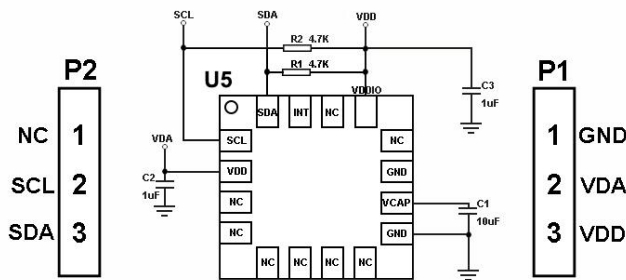 SCL SDA VDD
R2 4.7K
R1 4.7K
P2 U5 P1
C3
1uF
VDDIO
SDA INT NC
NC 1 SCL NC 1 GND
VDA
VDD GND
C2
1uF
SCL 2 NC VCAP C1 2 VDA
10uF
SDA 3 NC GND 3 VDD
NC NC NC NC